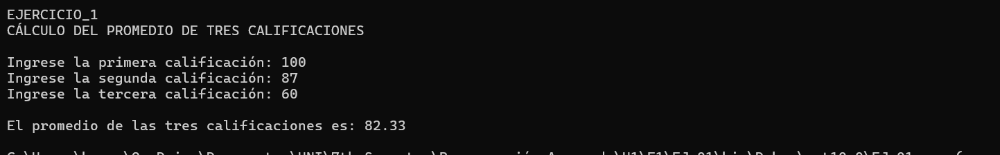 EJERCICIO_1
CÁLCULO DEL PROMEDIO DE TRES CALIFICACIONES
Ingrese la primera calificación: 100
Ingrese la segunda calificación: 87
Ingrese la tercera calificación: 60
El promedio de las tres calificaciones es: 82.33